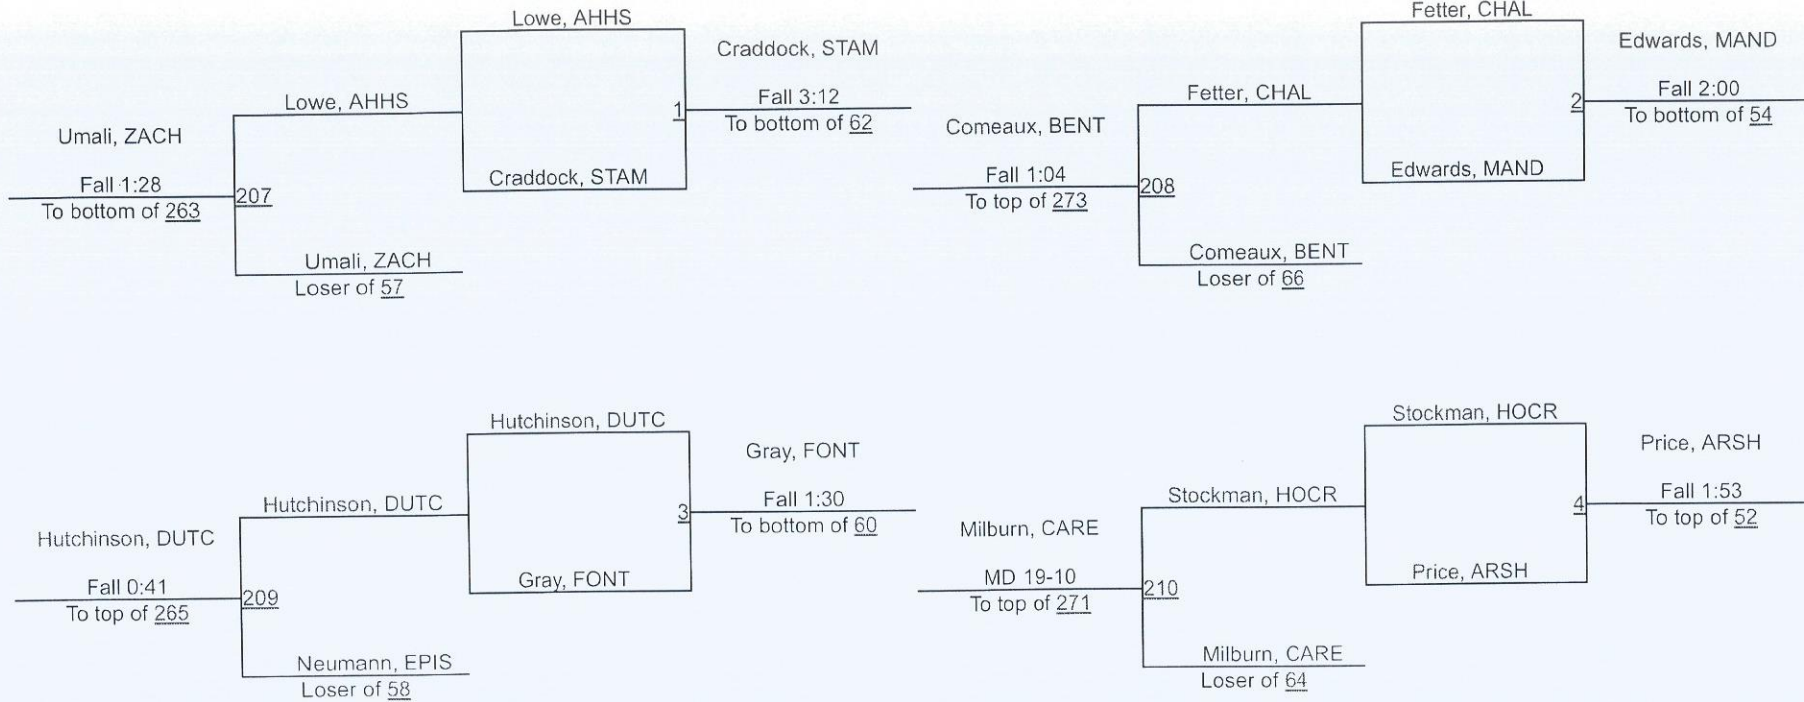 Lowe, AHHS
Craddock, STAM
Lowe, AHHS
1
Fall 3:12
To bottom of 62
Umali, ZACH
Craddock, STAM
Fall 1:28
207
To bottom of 263
Umali, ZACH
Loser of 57
Fetter, CHAL
Edwards, MAND
Fetter, CHAL
2
Fall 2:00
To bottom of 54
Comeaux, BENT
Edwards, MAND
Fall 1:04
208
To top of 273
Comeaux, BENT
Loser of 66
Hutchinson, DUTC
Gray, FONT
Hutchinson, DUTC
3
Fall 1:30
To bottom of 60
Hutchinson, DUTC
Gray, FONT
Fall 0:41
209
To top of 265
Neumann, EPIS
Loser of 58
Stockman, HOCR
Price, ARSH
Stockman, HOCR
4
Fall 1:53
To top of 52
Milburn, CARE
Price, ARSH
MD 19-10
210
To top of 271
Milburn, CARE
Loser of 64